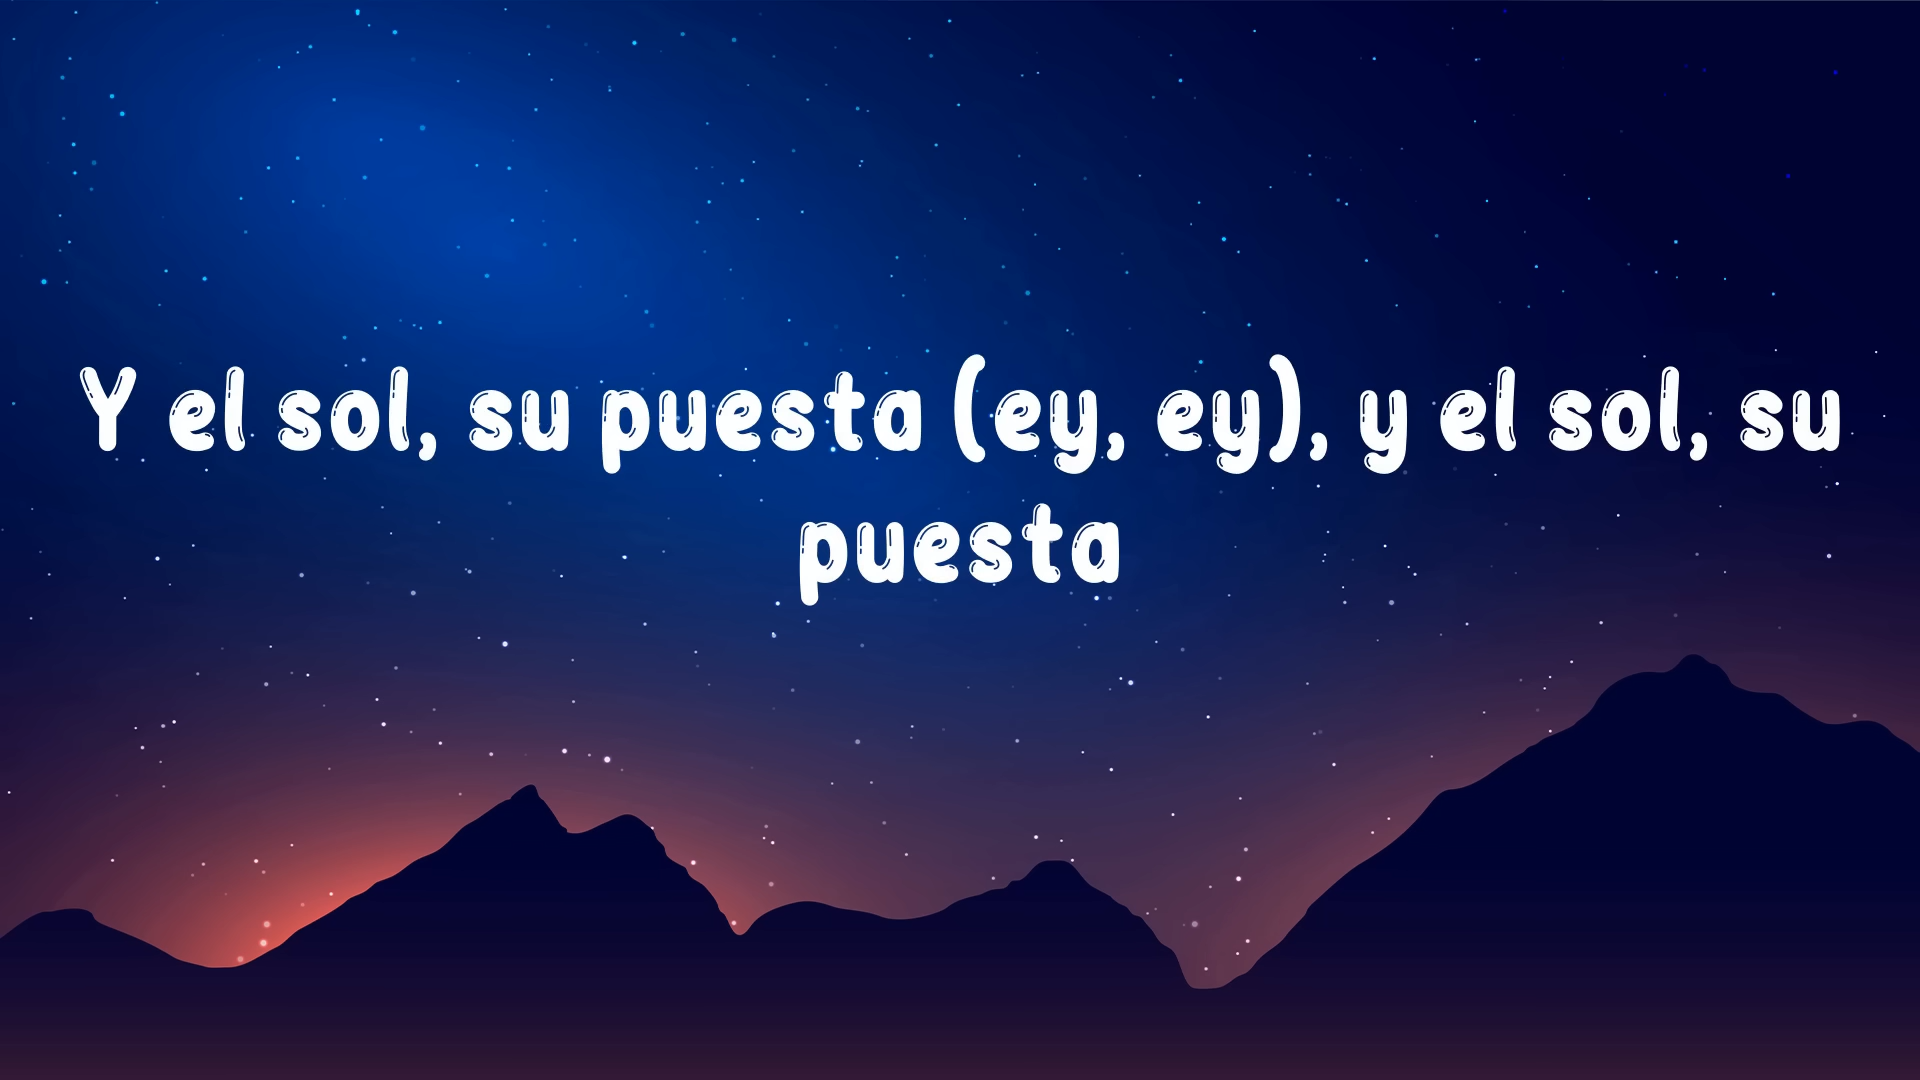 Y el sol, su puesta (ey, ey), y el sol, su
puesta